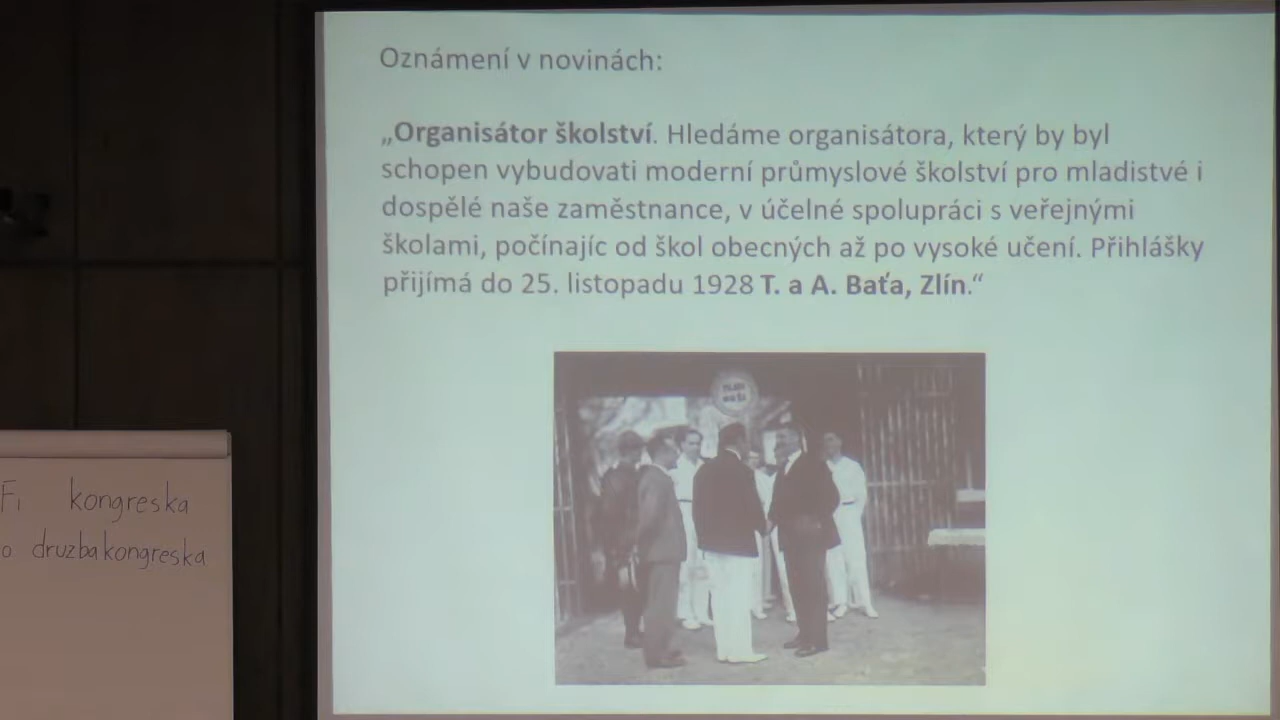 Oznámení v novinách:
„Organisátor školství. Hledáme organisátora, který by byl
schopen vybudovati moderní průmyslové školství pro mladistvé i
dospělé naše zaměstnance, v účelné spolupráci s veřejnými
školami, počínajíc od škol obecných až po vysoké učení. Přihlášky
přijímá do 25. listopadu 1928 T. a A. Baťa, Zlín.“
kongreska
druzbakongreska